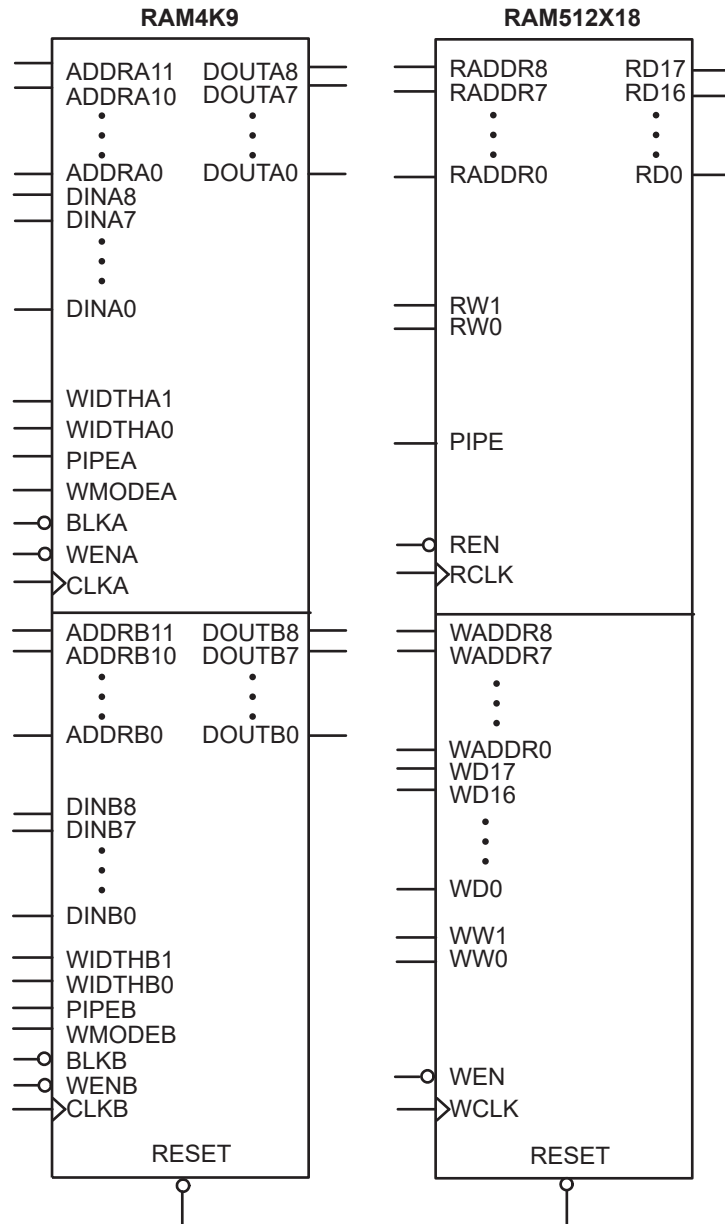 RAM4K9
ADDRA11 DOUTA8
ADDRA10 DOUTA7
ADDRA0 DOUTA0
DINA8
DINA7
DINA0
WIDTHA1
WIDTHA0
PIPEA
WMODEA
BLKA
WENA
CLKA
ADDRB11 DOUTB8
ADDRB10 DOUTB7
ADDRB0 DOUTB0
DINB8
DINB7
DINB0
WIDTHB1
WIDTHB0
PIPEB
WMODEB
BLKB
WENB
CLKB
RESET
RAM512X18
RADDR8 RD17
RADDR7 RD16
RADDR0 RD0
RW1
RW0
PIPE
REN
RCLK
WADDR8
WADDR7
WADDR0
WD17
WD16
WD0
WW1
WW0
WEN
WCLK
RESET